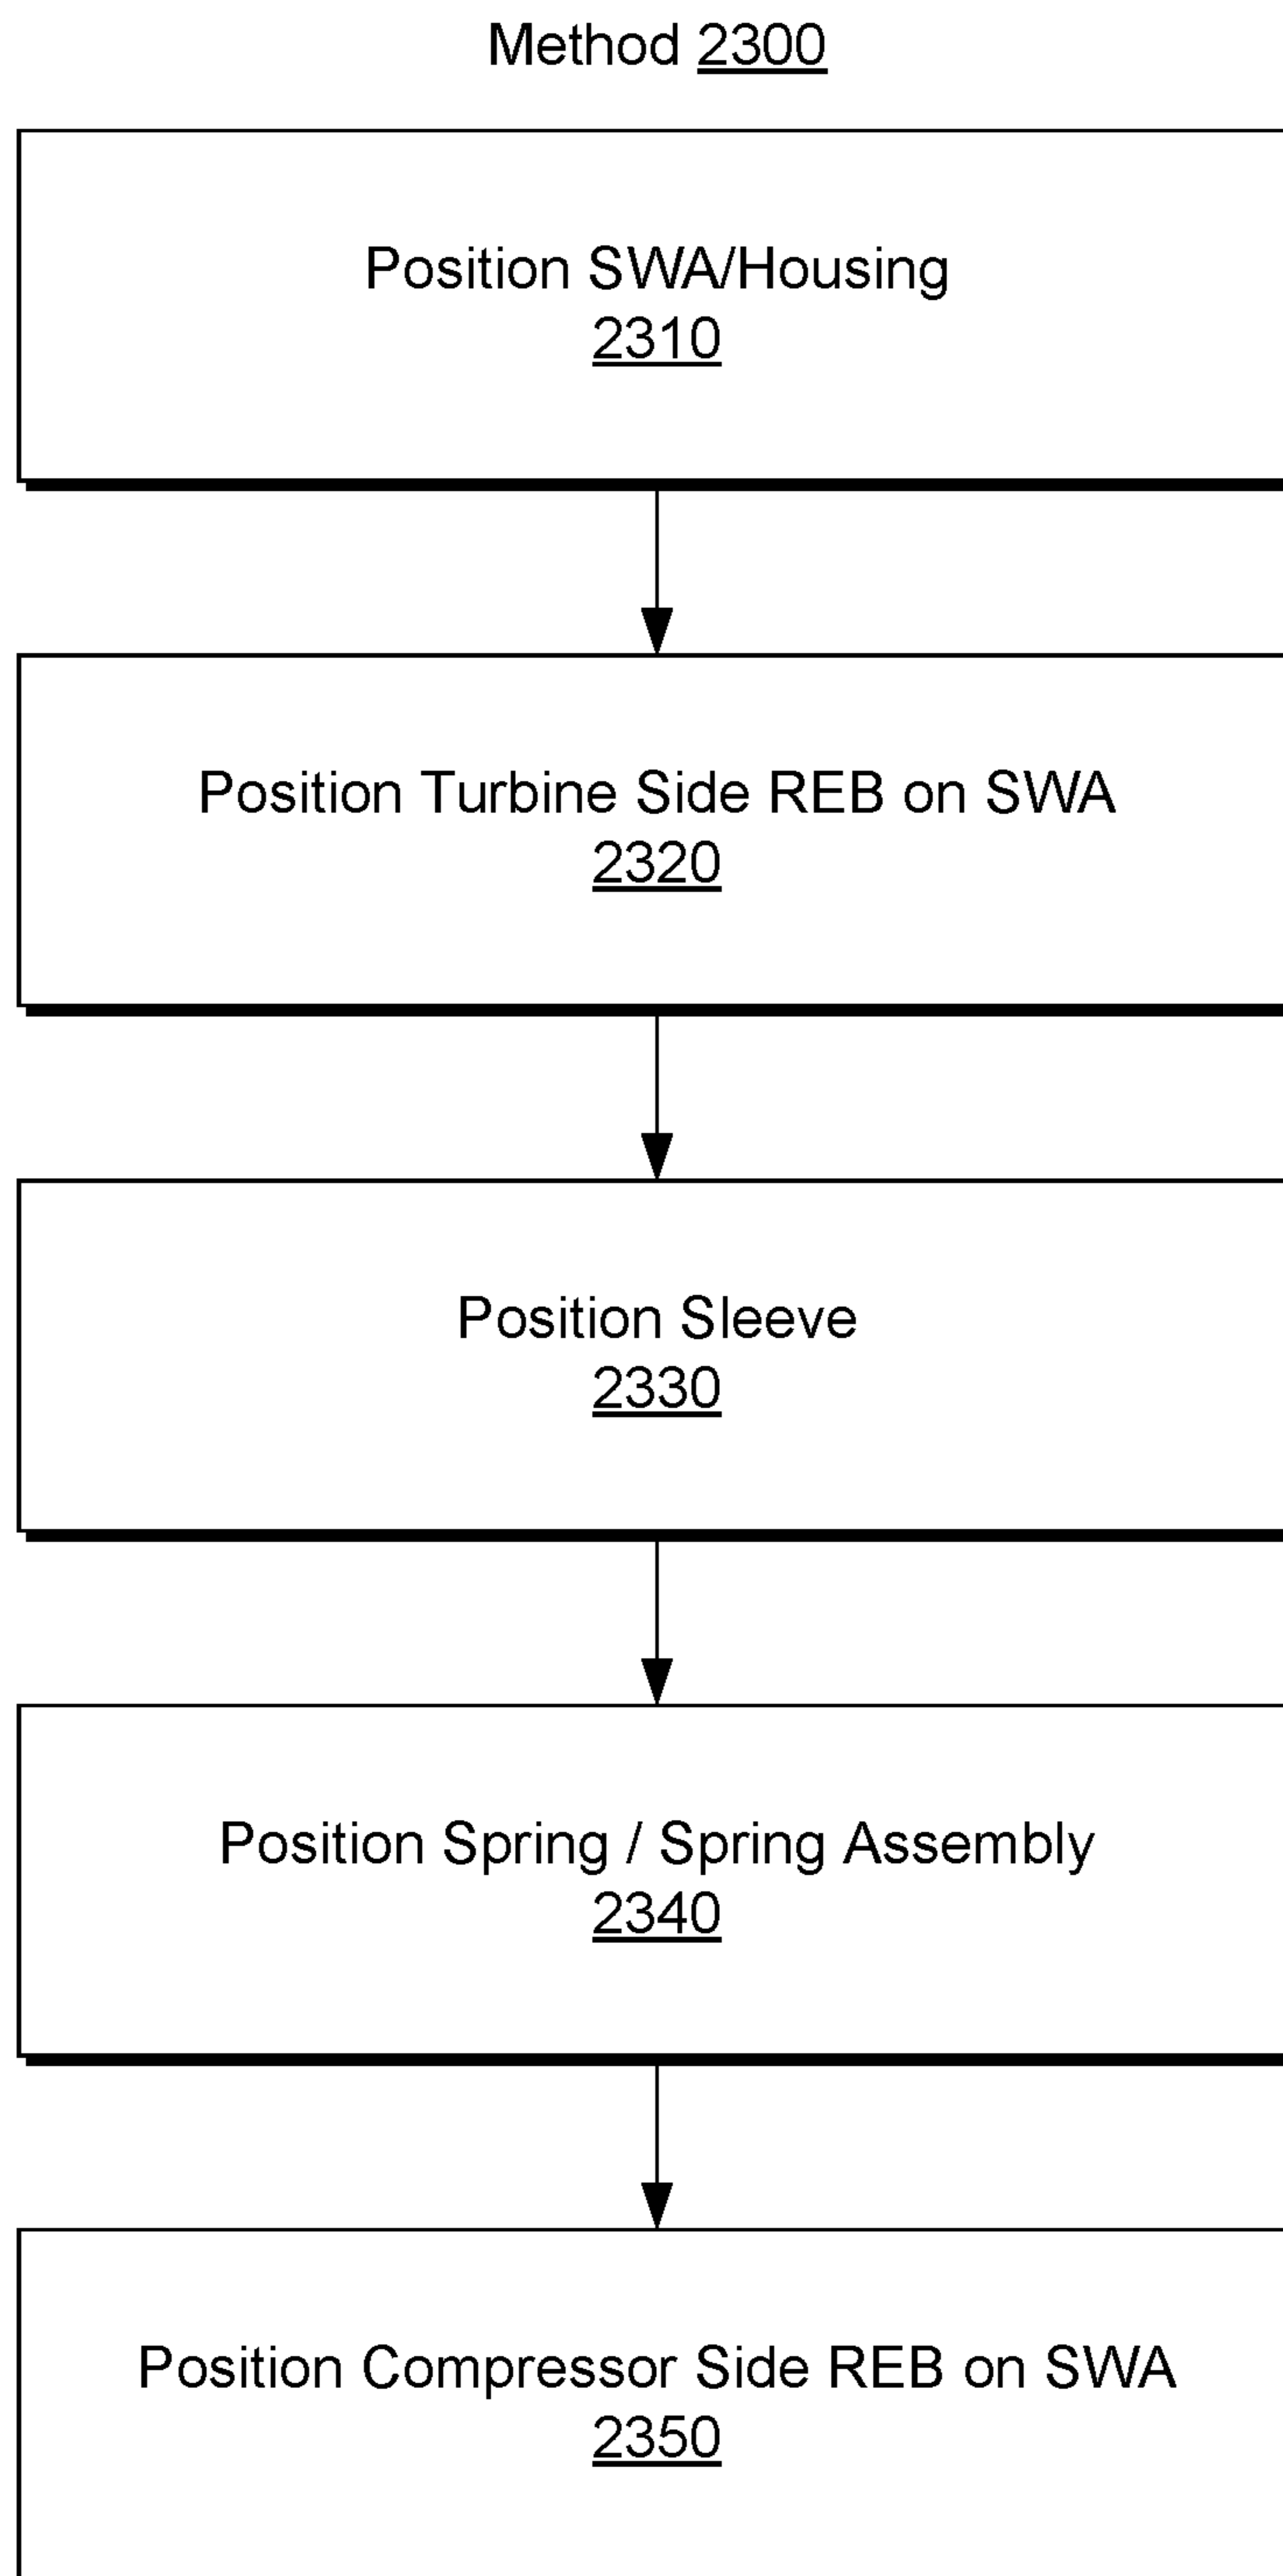 Method 2300
Position SWA/Housing
2310
Position Turbine Side REB on SWA
2320
Position Sleeve
2330
Position Spring / Spring Assembly
2340
Position Compressor Side REB on SWA
2350